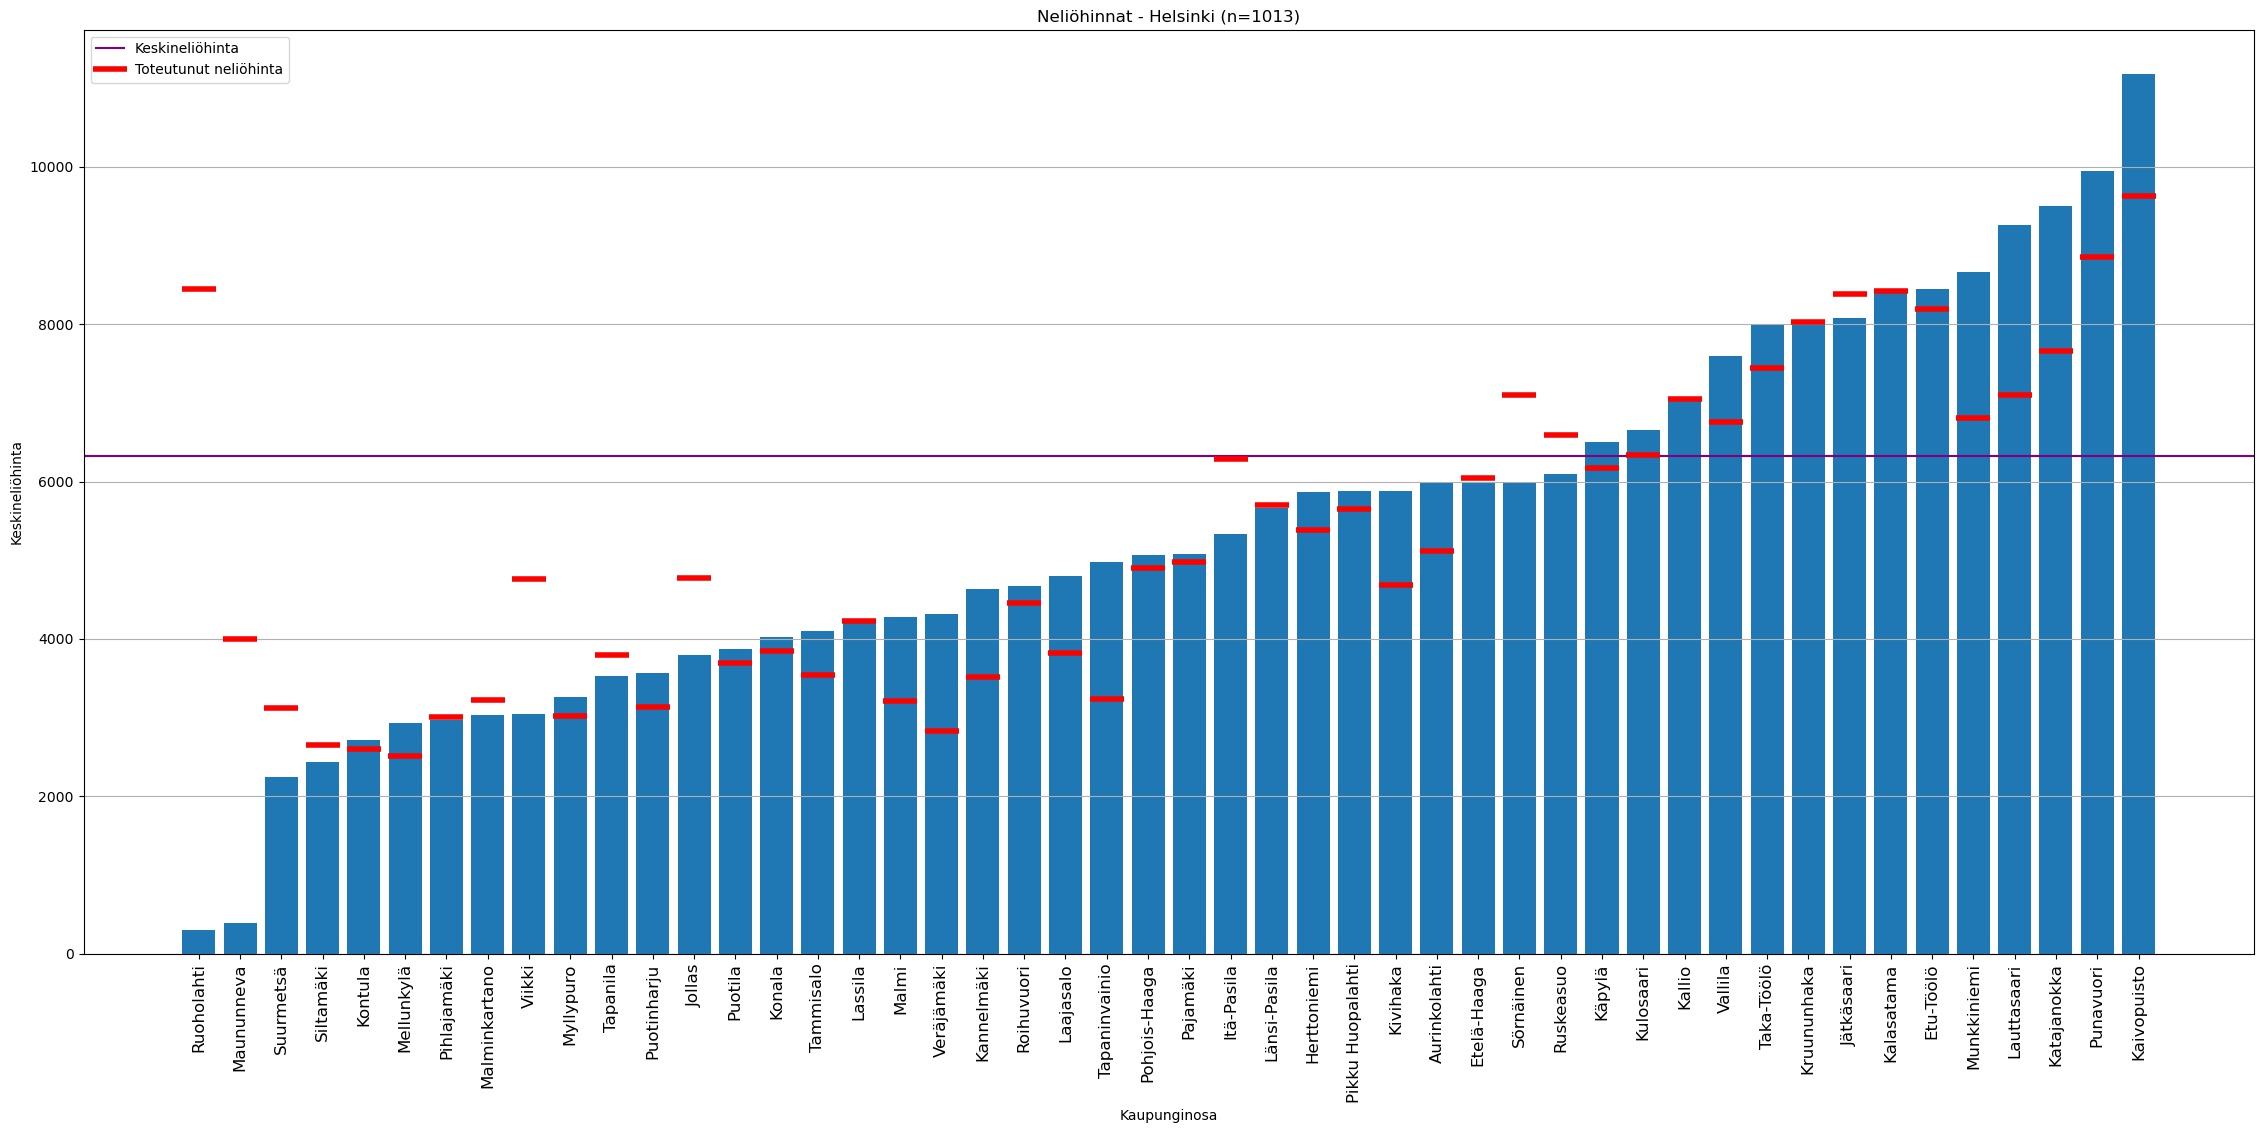 Neliöhinnat - Helsinki (n=1013)
Keskineliöhinta
Toteutunut neliöhinta
10000
8000
6000
4000
2000
0
Keskineliöhinta
Ruoholahti
Maununneva
Suurmetsä
Siltamäki
Kontula
Mellunkylä
Pihlajamäki
Malminkartano
Viikki
Myllypuro
Tapanila
Puotinharju
Jollas
Puotila
Konala
Tammisalo
Lassila
Malmi
Veräjämäki
Kannelmäki
Roihuvuori
Laajasalo
Tapaninvainio
Pohjois-Haaga
Pajamäki
Itä-Pasila
Länsi-Pasila
Herttoniemi
Pikku Huopalahti
Kivihaka
Aurinkolahti
Etelä-Haaga
Sörnäinen
Ruskeasuo
Käpylä
Kulosaari
Kallio
Vallila
Taka-Töölö
Kruununhaka
Jätkäsaari
Kalasatama
Etu-Töölö
Munkkiniemi
Lauttasaari
Katajanokka
Punavuori
Kaivopuisto
Kaupunginosa